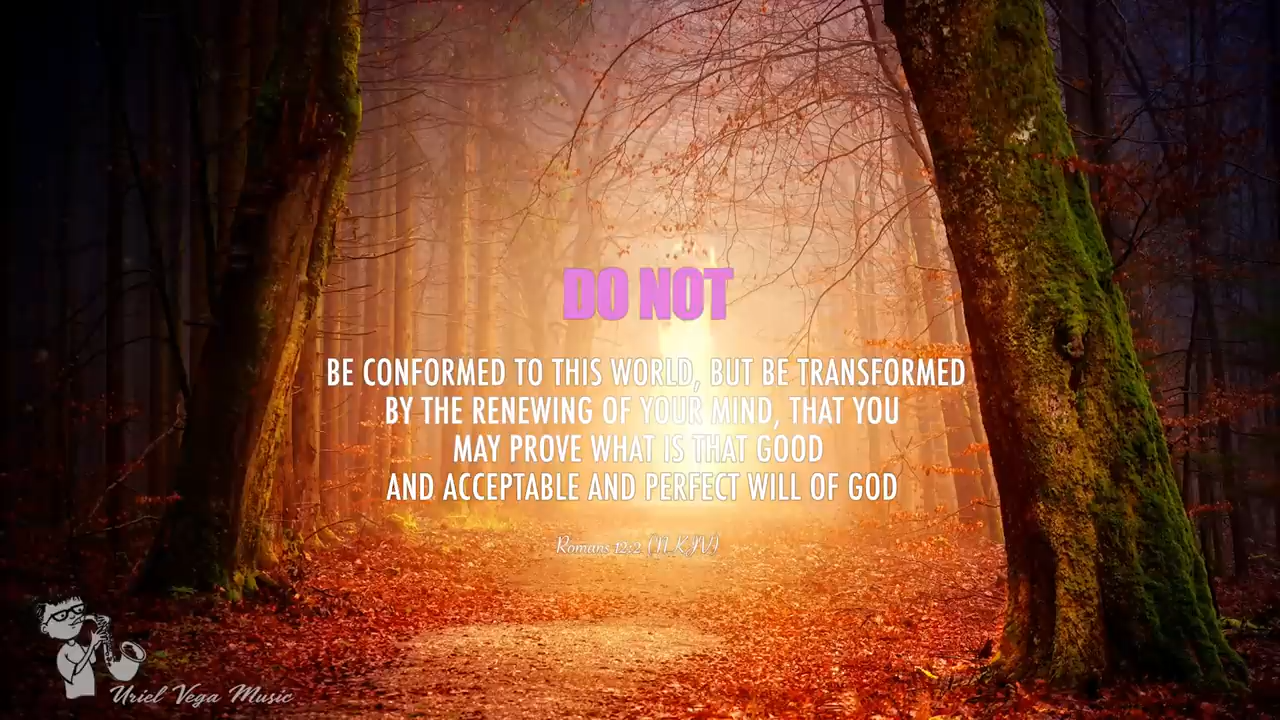 DO NOT
BE CONFORMED TO THIS WORLD, BUT BE TRANSFORMED
BY THE RENEWING OF YOUR MIND, THAT YOU
MAY PROVE WHAT IS THAT GOOD
AND ACCEPTABLE AND PERFECT WILL OF GOD
Romans 12:2 (NKJV)
Uriel Vega Music